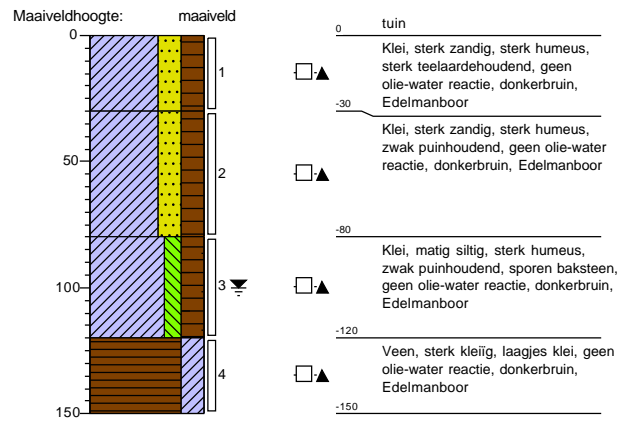 Maaiveldhoogte: maaiveld
0
50
100
150
1
2
3
4
0 tuin
Klei, sterk zandig, sterk humeus,
sterk teelaardehoudend, geen
olie-water reactie, donkerbruin,
Edelmanboor
-30
Klei, sterk zandig, sterk humeus,
zwak puinhoudend, geen olie-water
reactie, donkerbruin, Edelmanboor
-80
Klei, matig siltig, sterk humeus,
zwak puinhoudend, sporen baksteen,
geen olie-water reactie, donkerbruin,
Edelmanboor
-120
Veen, sterk kleiïg, laagjes klei, geen
olie-water reactie, donkerbruin,
Edelmanboor
-150